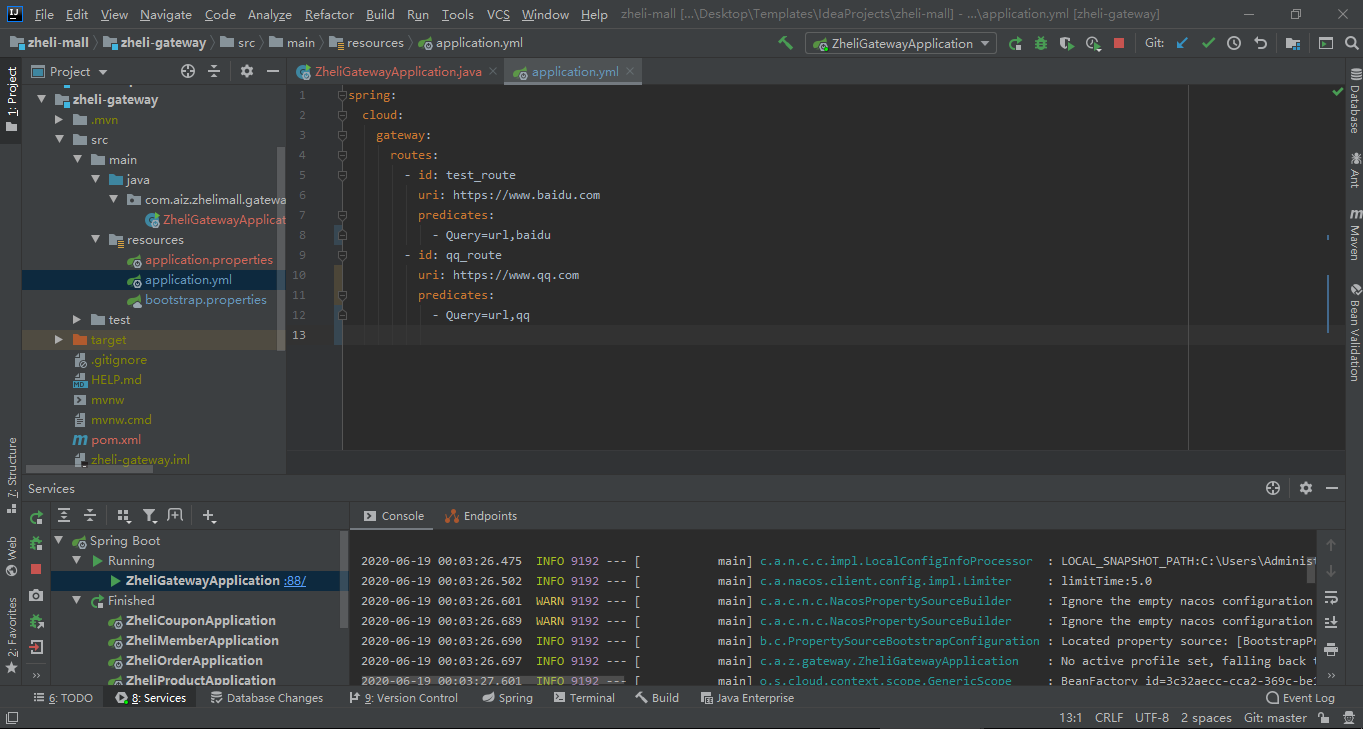 File Edit View Navigate Code Analyze Refactor Build Run Tools VCS Window Help zheli-mall [...\Desktop\Templates\IdeaProjects\zheli-mall] - ...\application.yml [zheli-gateway]
zheli-mall zheli-gateway src main resources application.yml ZheliGatewayApplication Git:
1: Project
Project
ZheliGatewayApplication.java application.yml
zheli-gateway
.mvn
src
main
java
com.aiz.zhelimall.gatewa
ZheliGatewayApplicat
resources
application.properties
application.yml
bootstrap.properties
test
target
.gitignore
HELP.md
mvnw
mvnw.cmd
pom.xml
zheli-gateway.iml
1 spring:
2 cloud:
3 gateway:
4 routes:
5 - id: test_route
6 uri: https://www.baidu.com
7 predicates:
8 - Query=url,baidu
9 - id: qq_route
10 uri: https://www.qq.com
11 predicates:
12 - Query=url,qq
13
Database
Ant
Maven
Bean Validation
7: Structure
Web
2: Favorites
Services
Console Endpoints
Spring Boot
Running
ZheliGatewayApplication :88/
Finished
ZheliCouponApplication
ZheliMemberApplication
ZheliOrderApplication
ZheliProductApplication
2020-06-19 00:03:26.475 INFO 9192 --- [ main] c.a.n.c.c.impl.LocalConfigInfoProcessor : LOCAL_SNAPSHOT_PATH:C:\Users\Administ
2020-06-19 00:03:26.502 INFO 9192 --- [ main] c.a.nacos.client.config.impl.Limiter : limitTime:5.0
2020-06-19 00:03:26.601 WARN 9192 --- [ main] c.a.c.n.c.NacosPropertySourceBuilder : Ignore the empty nacos configuration
2020-06-19 00:03:26.689 WARN 9192 --- [ main] c.a.c.n.c.NacosPropertySourceBuilder : Ignore the empty nacos configuration
2020-06-19 00:03:26.690 INFO 9192 --- [ main] b.c.PropertySourceBootstrapConfiguration : Located property source: [BootstrapPr
2020-06-19 00:03:26.697 INFO 9192 --- [ main] c.a.z.gateway.ZheliGatewayApplication : No active profile set, falling back t
2020-06-19 00:03:27.601 INFO 9192 --- [ main] o.s.cloud.context.scope.GenericScope : BeanFactory id=3c32aecc-cca2-369c-be1
6: TODO 8: Services Database Changes 9: Version Control Spring Terminal Build Java Enterprise Event Log
13:1 CRLF UTF-8 2 spaces Git: master